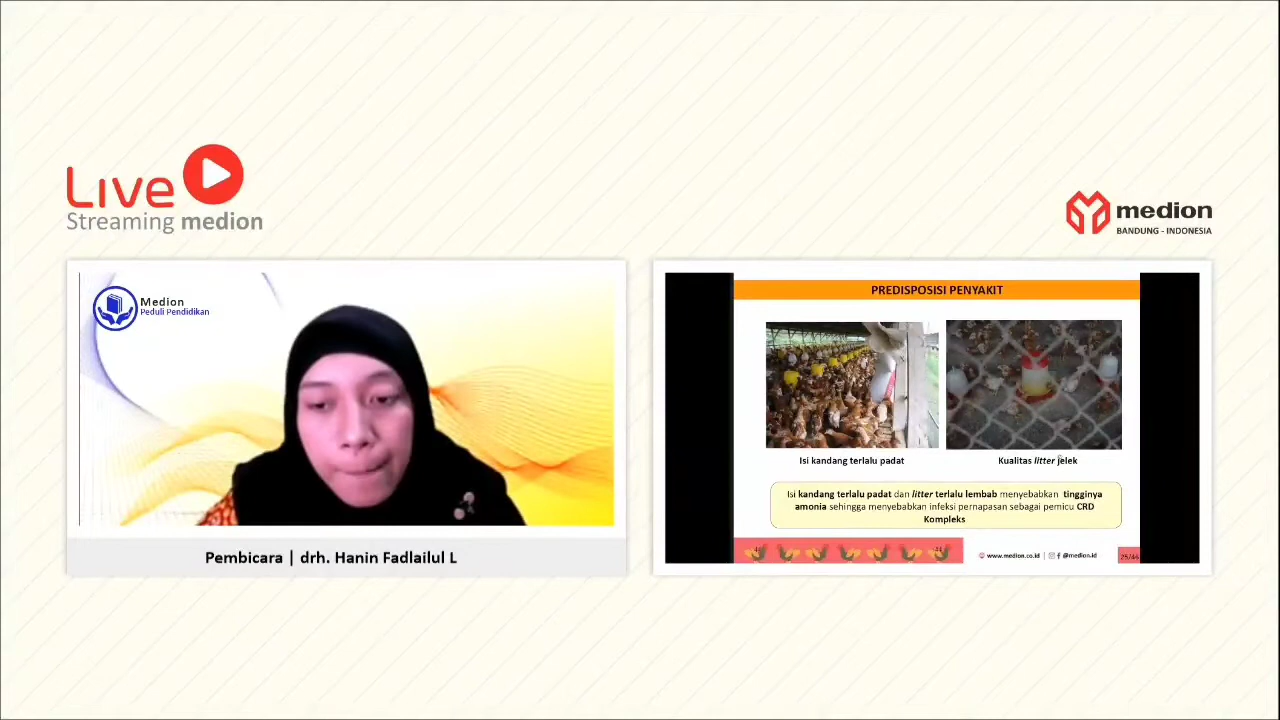 Live
Streaming medion
medion
BANDUNG - INDONESIA
Medion
Peduli Pendidikan
Pembicara | drh. Hanin Fadlailul L
PREDISPOSISI PENYAKIT
Isi kandang terlalu padat
Kualitas litter jelek
Isi kandang terlalu padat dan litter terlalu lembab menyebabkan tingginya
amonia sehingga menyebabkan infeksi pernapasan sebagai pemicu CRD
Kompleks
www.medion.co.id | @medion.id
25/46